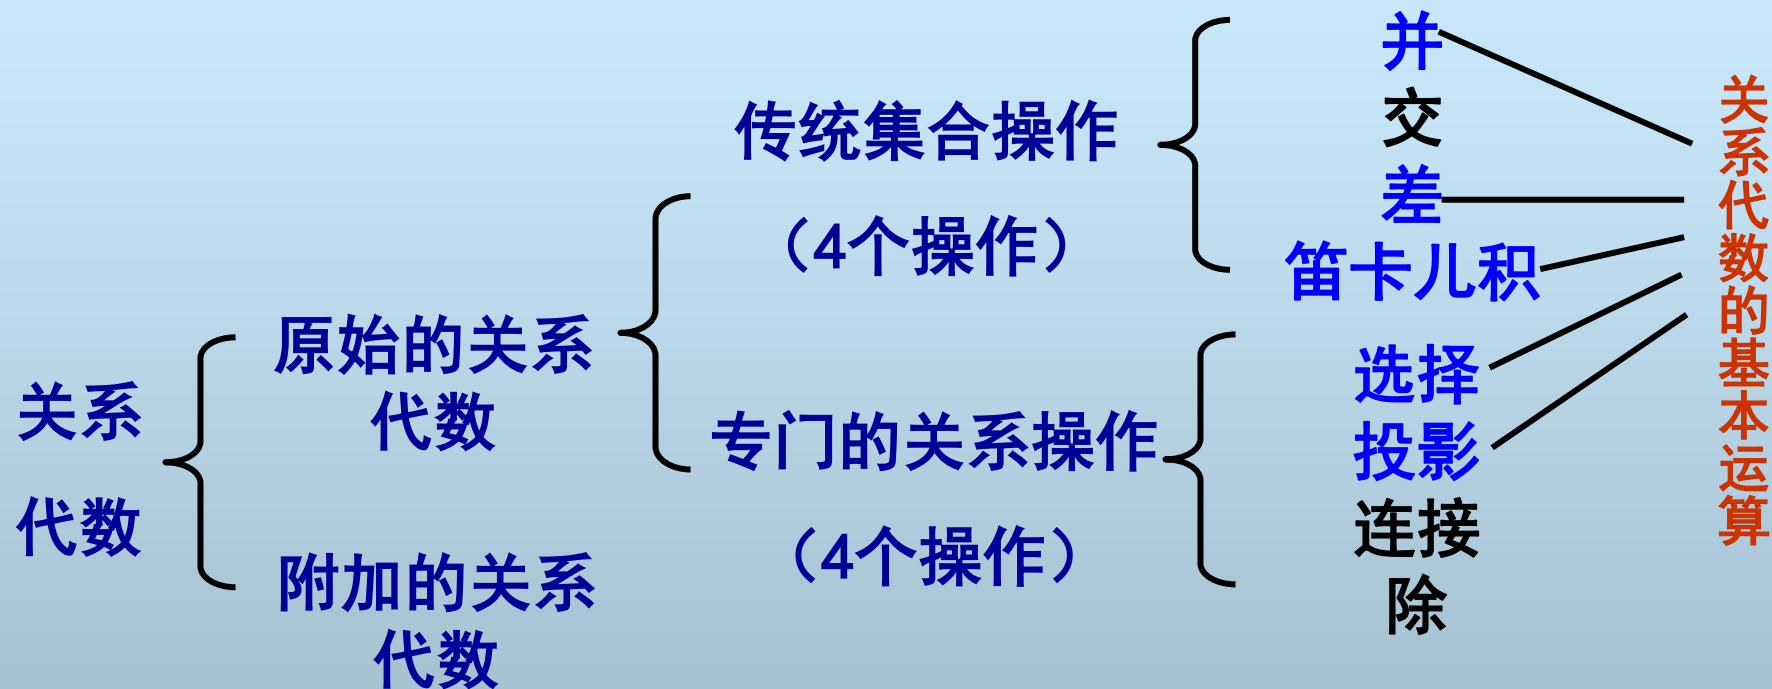 关系
代数
原始的关系
代数
附加的关系
代数
传统集合操作
（4个操作）
专门的关系操作
（4个操作）
并
交
差
笛卡儿积
选择
投影
连接
除
关系代数的基本运算